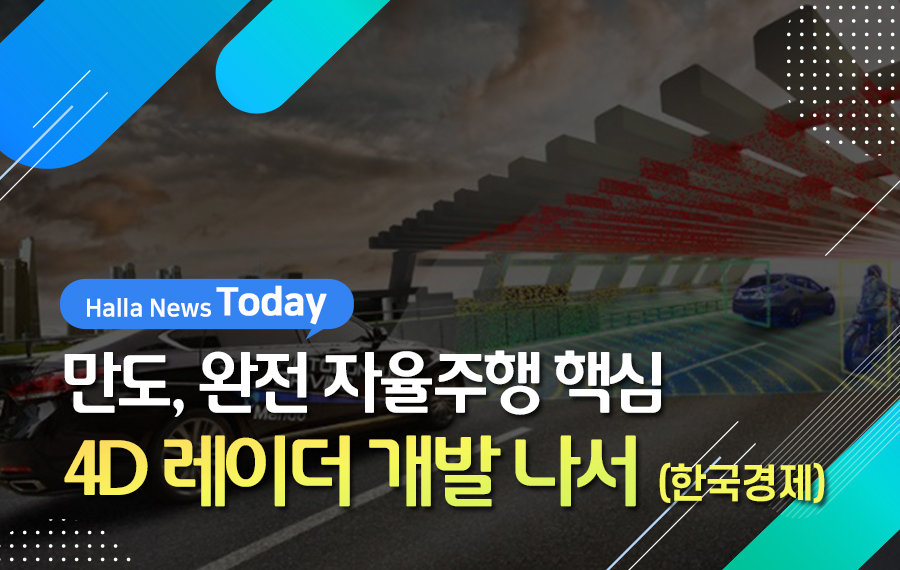 Halla News Today
만도, 완전 자율주행 핵심
4D 레이더 개발 나서 (한국경제)
Mando